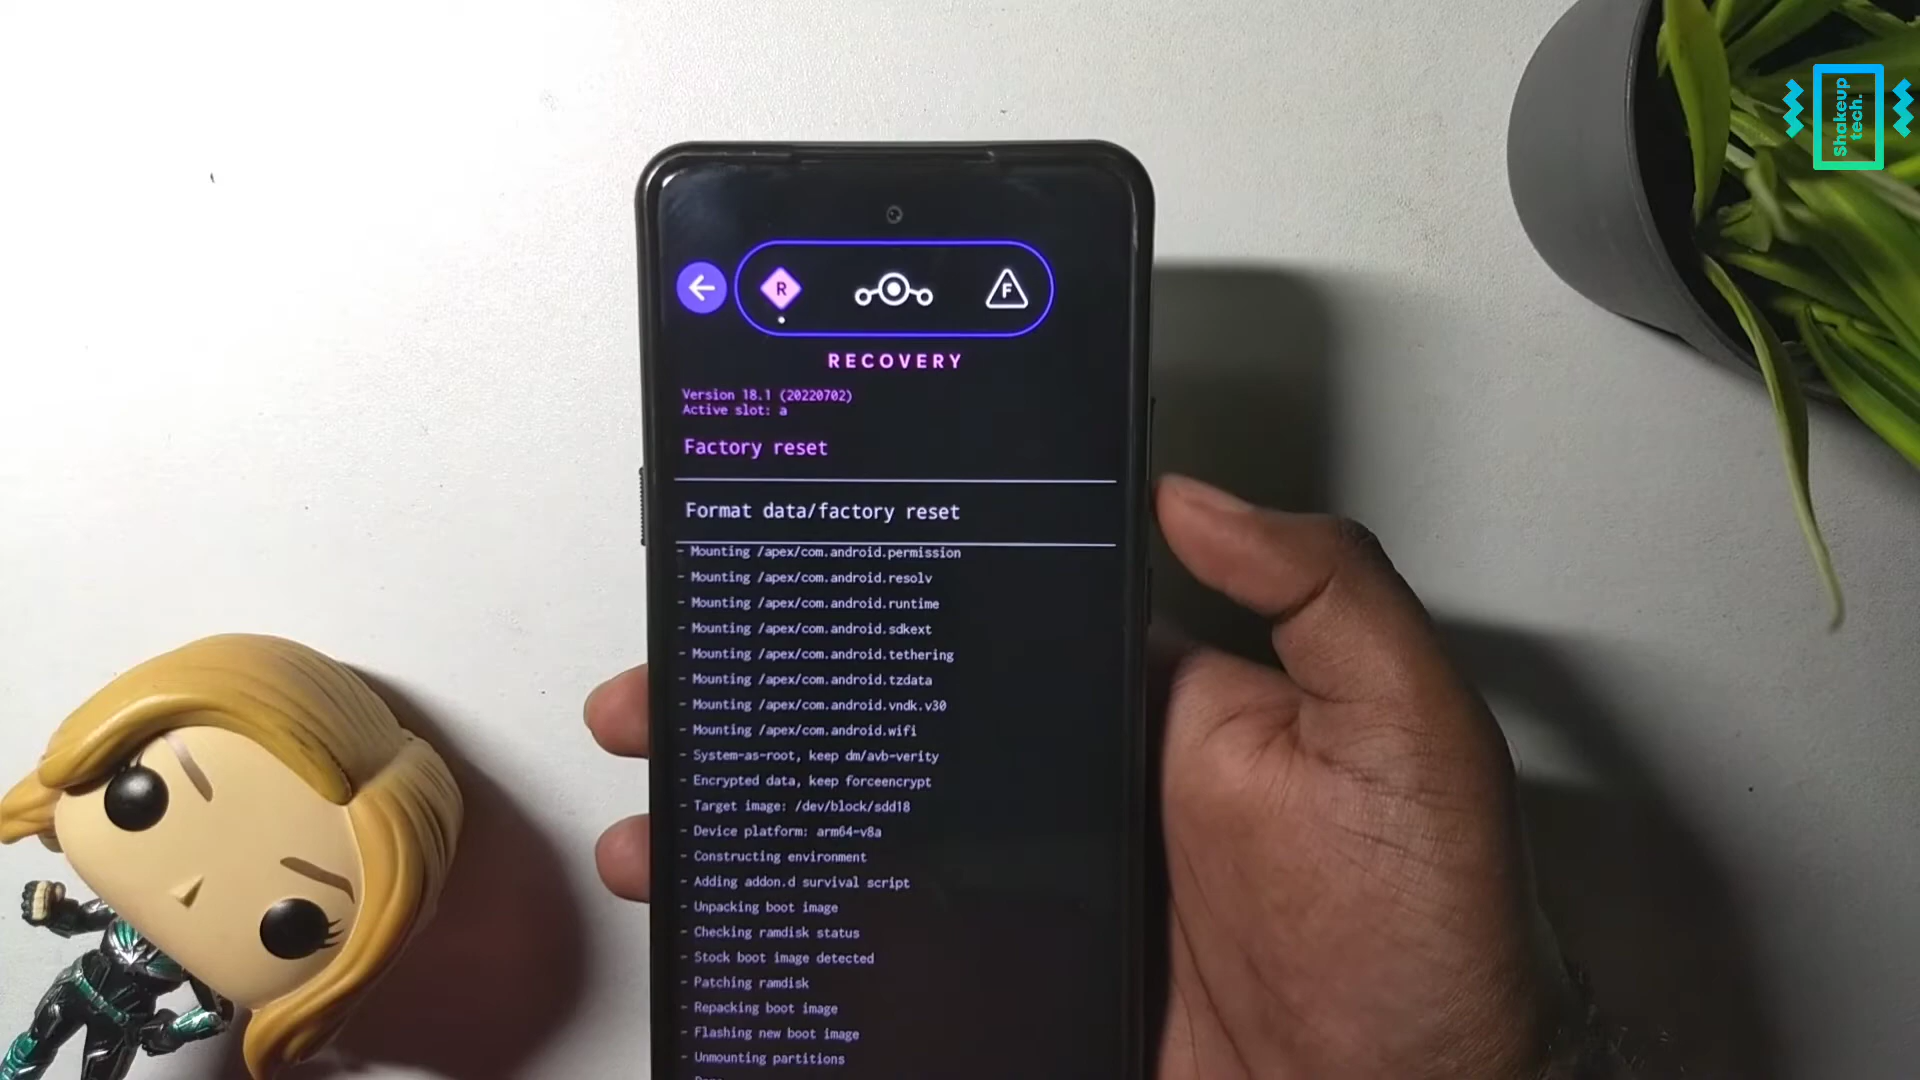 Shakeup
tech.
R
F
RECOVERY
Version 18.1 (20220702)
Active slot: a
Factory reset
Format data/factory reset
- Mounting /apex/com.android.permission
- Mounting /apex/com.android.resolv
- Mounting /apex/com.android.runtime
- Mounting /apex/com.android.sdkext
- Mounting /apex/com.android.tethering
- Mounting /apex/com.android.tzdata
- Mounting /apex/com.android.vndk.v30
- Mounting /apex/com.android.wifi
- System-as-root, keep dm/avb-verity
- Encrypted data, keep forceencrypt
- Target image: /dev/block/sdd18
- Device platform: arm64-v8a
- Constructing environment
- Adding addon.d survival script
- Unpacking boot image
- Checking ramdisk status
- Stock boot image detected
- Patching ramdisk
- Repacking boot image
- Flashing new boot image
- Unmounting partitions